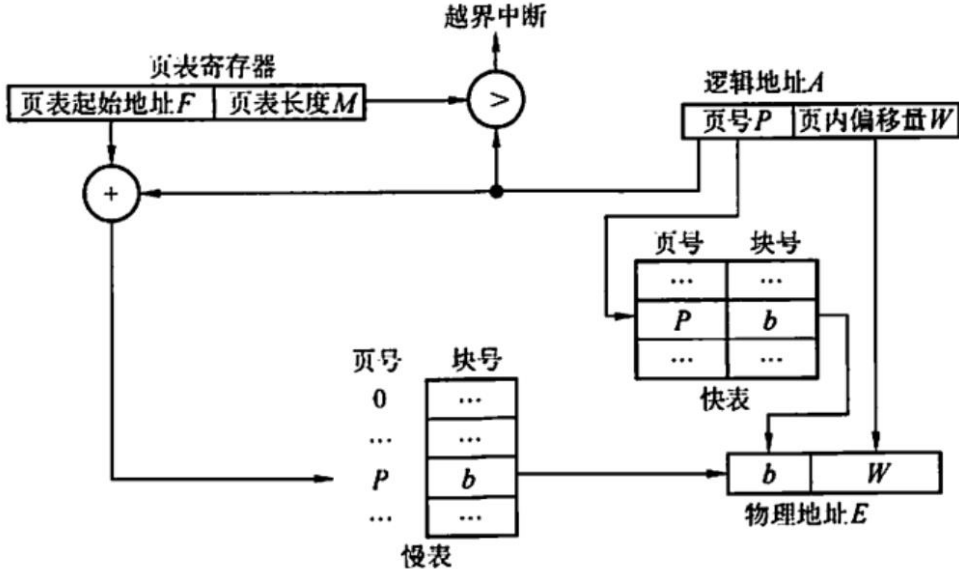 越界中断
页表寄存器
页表起始地址F 页表长度M
>
逻辑地址A
页号P 页内偏移量W
+
页号 块号
... ...
P b
... ...
快表
页号 块号
0 ...
... ...
P b
... ...
慢表
b W
物理地址E